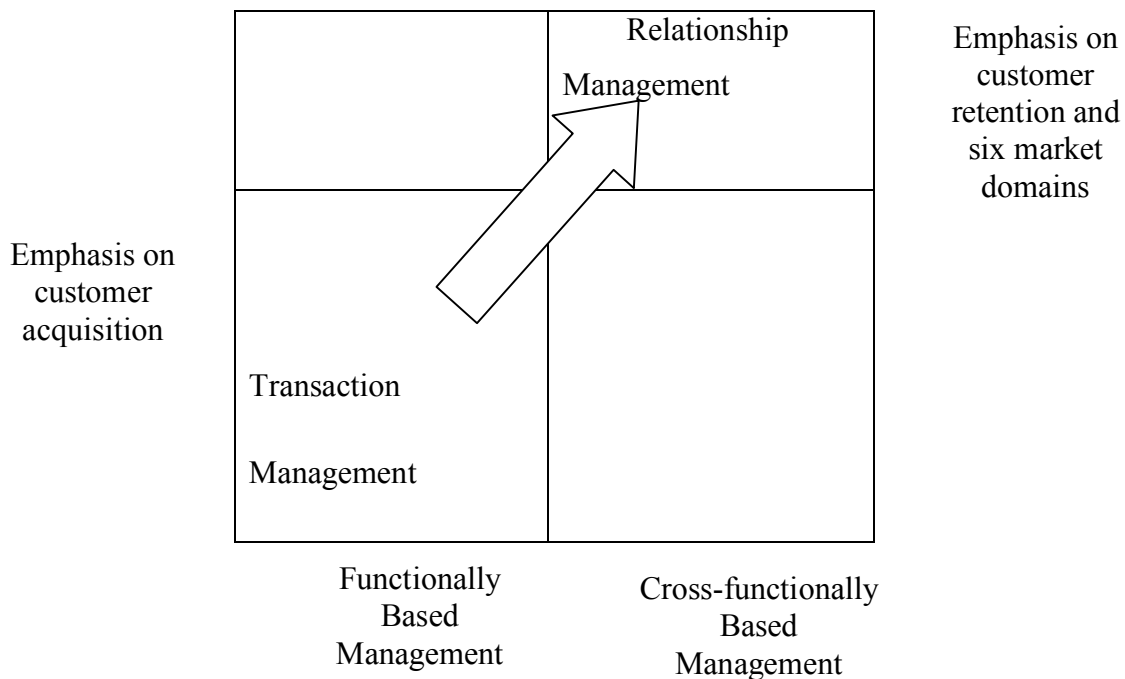 Relationship
Management
Emphasis on
customer
retention and
six market
domains
Emphasis on
customer
acquisition
Transaction
Management
Functionally
Based
Management
Cross-functionally
Based
Management